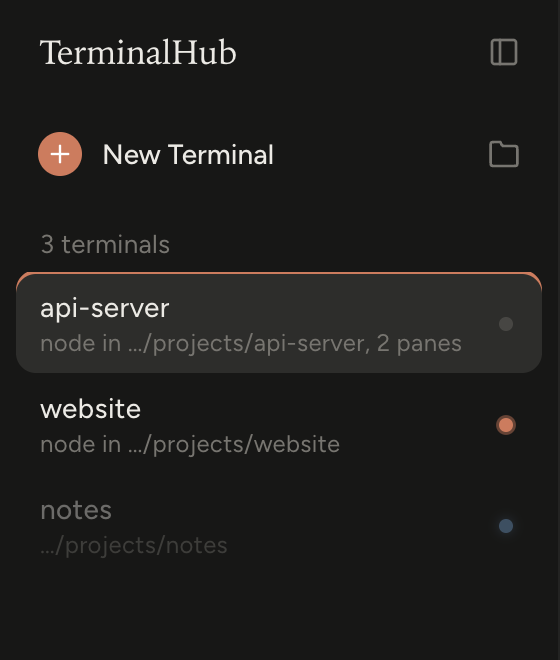 TerminalHub
New Terminal
3 terminals
api-server
node in .../projects/api-server, 2 panes
website
node in .../projects/website
notes
.../projects/notes